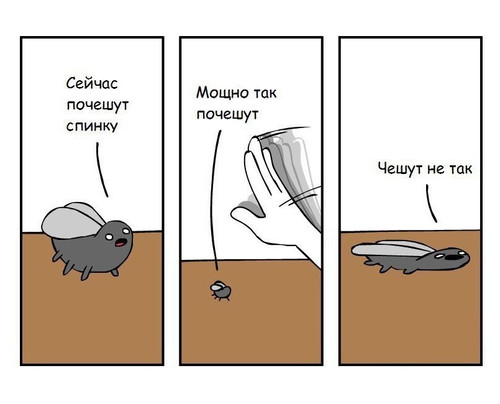 Сейчас
почешут
спинку
Мощно так
почешут
Чешут не так